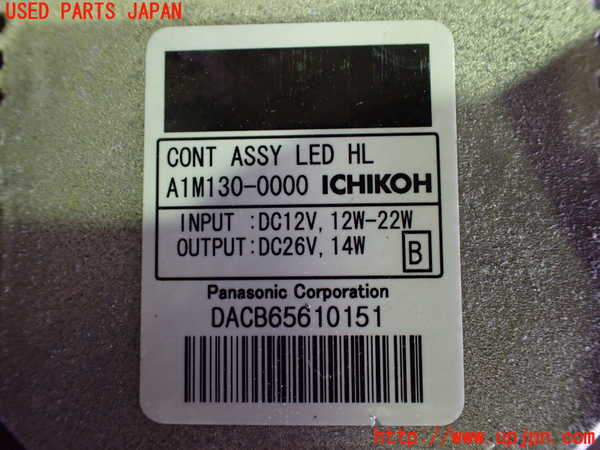 USED PARTS JAPAN
CONT ASSY LED HL
A1M130-0000 ICHIKOH
INPUT :DC12V, 12W-22W
OUTPUT:DC26V, 14W
B
Panasonic Corporation
DACB65610151
http://www.upjpn.com/